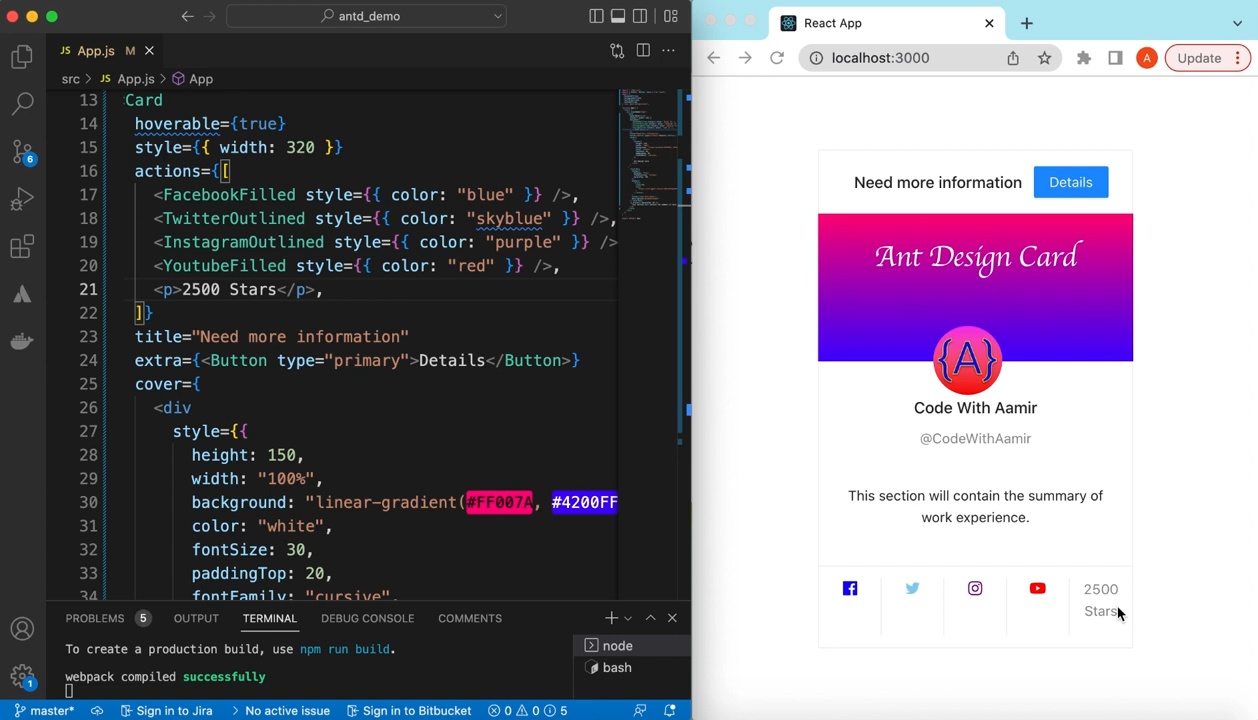 antd_demo
JS App.js M
src > JS App.js > App
13 Card
14 hoverable={true}
15 style={{ width: 320 }}
16 actions={[
17 <FacebookFilled style={{ color: "blue" }} />,
18 <TwitterOutlined style={{ color: "skyblue" }} />,
19 <InstagramOutlined style={{ color: "purple" }} />
20 <YoutubeFilled style={{ color: "red" }} />,
21 <p>2500 Stars</p>,
22 ]}
23 title="Need more information"
24 extra={<Button type="primary">Details</Button>}
25 cover={
26 <div
27 style={{
28 height: 150,
29 width: "100%",
30 background: "linear-gradient(#FF007A, #4200FF
31 color: "white",
32 fontSize: 30,
33 paddingTop: 20,
34 fontFamily: "cursive",
6
1
PROBLEMS 5 OUTPUT TERMINAL DEBUG CONSOLE COMMENTS
To create a production build, use npm run build.
webpack compiled successfully
node
bash
master* Sign in to Jira No active issue Sign in to Bitbucket 0 0 5
React App
localhost:3000
A
Update
Need more information Details
Ant Design Card
{A}
Code With Aamir
@CodeWithAamir
This section will contain the summary of
work experience.
2500
Stars